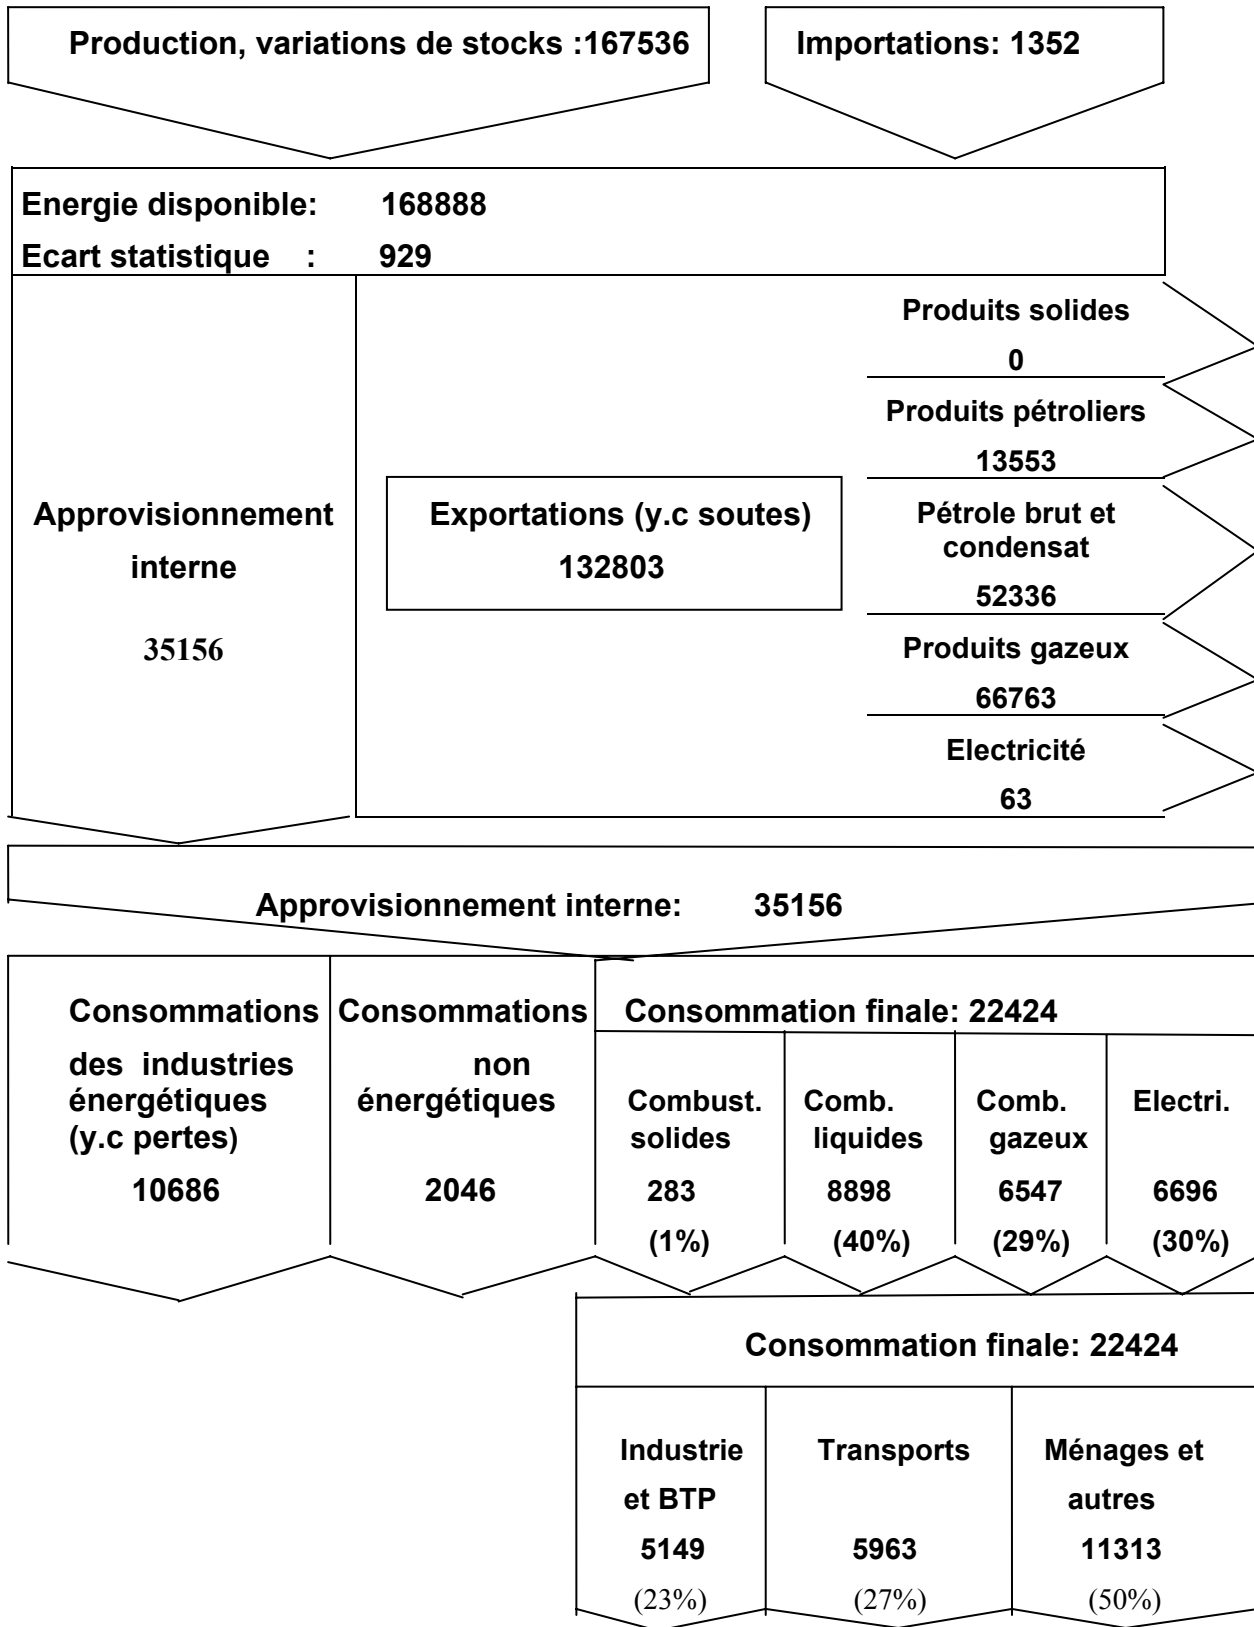 Production, variations de stocks :167536
Importations: 1352
Energie disponible: 168888
Ecart statistique : 929
Approvisionnement
interne
35156
Exportations (y.c soutes)
132803
Produits solides
0
Produits pétroliers
13553
Pétrole brut et
condensat
52336
Produits gazeux
66763
Electricité
63
Approvisionnement interne: 35156
Consommations
des industries
énergétiques
(y.c pertes)
10686
Consommations
non
énergétiques
2046
Consommation finale: 22424
Combust.
solides
283
(1%)
Comb.
liquides
8898
(40%)
Comb.
gazeux
6547
(29%)
Electri.
6696
(30%)
Consommation finale: 22424
Industrie
et BTP
5149
(23%)
Transports
5963
(27%)
Ménages et
autres
11313
(50%)